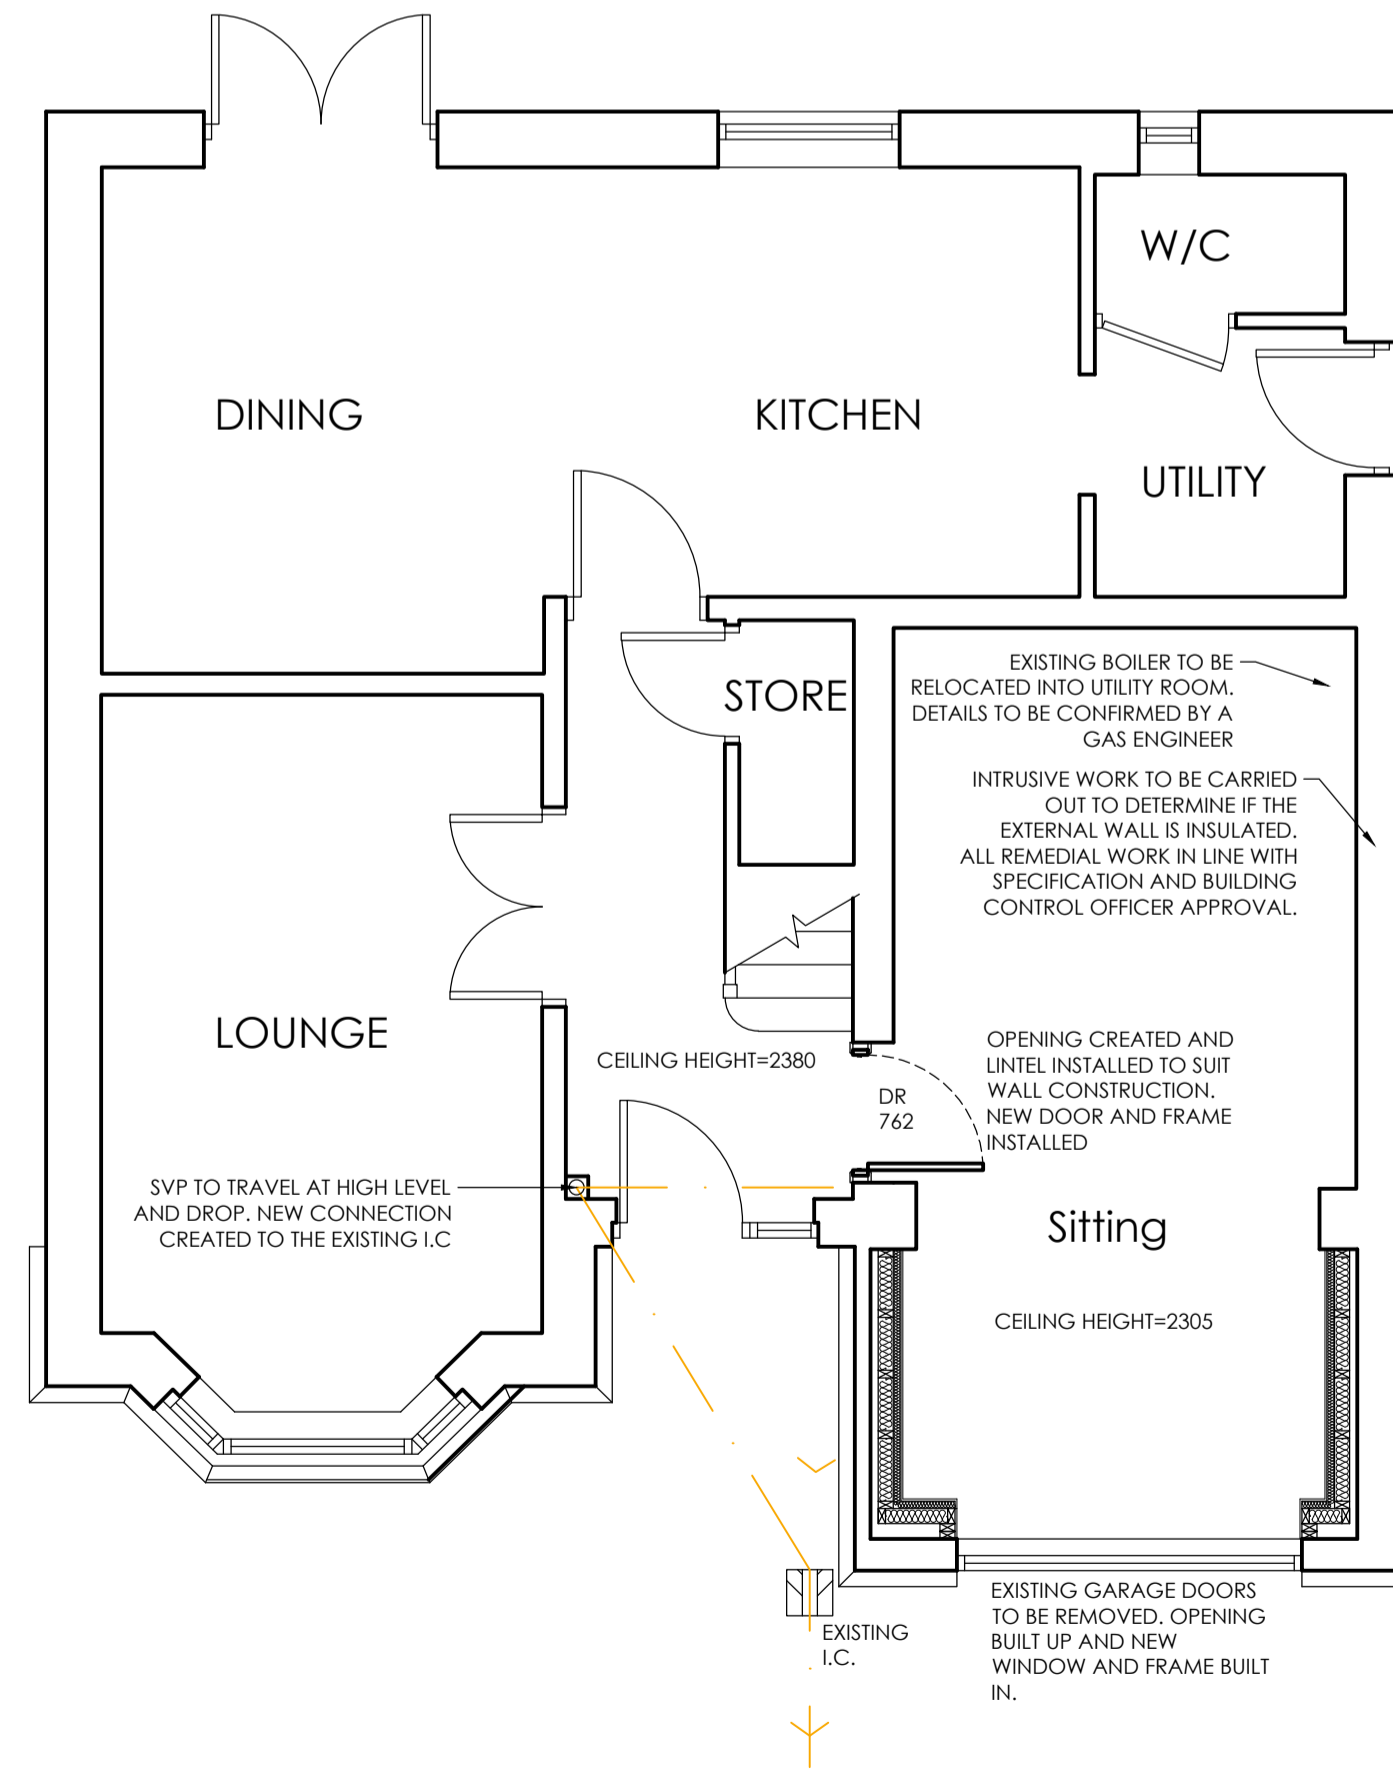 W/C
DINING
KITCHEN
UTILITY
EXISTING BOILER TO BE
RELOCATED INTO UTILITY ROOM.
DETAILS TO BE CONFIRMED BY A
GAS ENGINEER
STORE
INTRUSIVE WORK TO BE CARRIED
OUT TO DETERMINE IF THE
EXTERNAL WALL IS INSULATED.
ALL REMEDIAL WORK IN LINE WITH
SPECIFICATION AND BUILDING
CONTROL OFFICER APPROVAL.
LOUNGE
CEILING HEIGHT=2380
OPENING CREATED AND
LINTEL INSTALLED TO SUIT
WALL CONSTRUCTION.
NEW DOOR AND FRAME
INSTALLED
DR
762
SVP TO TRAVEL AT HIGH LEVEL
AND DROP. NEW CONNECTION
CREATED TO THE EXISTING I.C
Sitting
CEILING HEIGHT=2305
EXISTING
I.C.
EXISTING GARAGE DOORS
TO BE REMOVED. OPENING
BUILT UP AND NEW
WINDOW AND FRAME BUILT
IN.